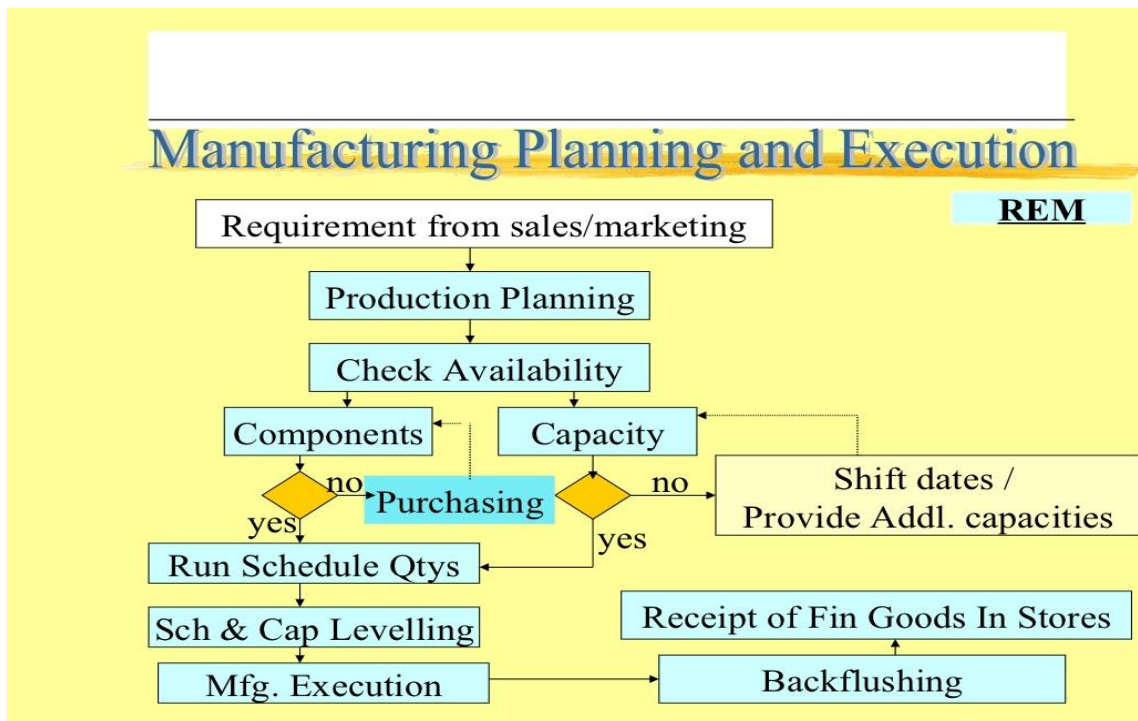 Manufacturing Planning and Execution
REM
Requirement from sales/marketing
Production Planning
Check Availability
Components
Capacity
no
Purchasing
no
Shift dates /
Provide Addl. capacities
yes
yes
Run Schedule Qtys
Sch & Cap Levelling
Receipt of Fin Goods In Stores
Mfg. Execution
Backflushing